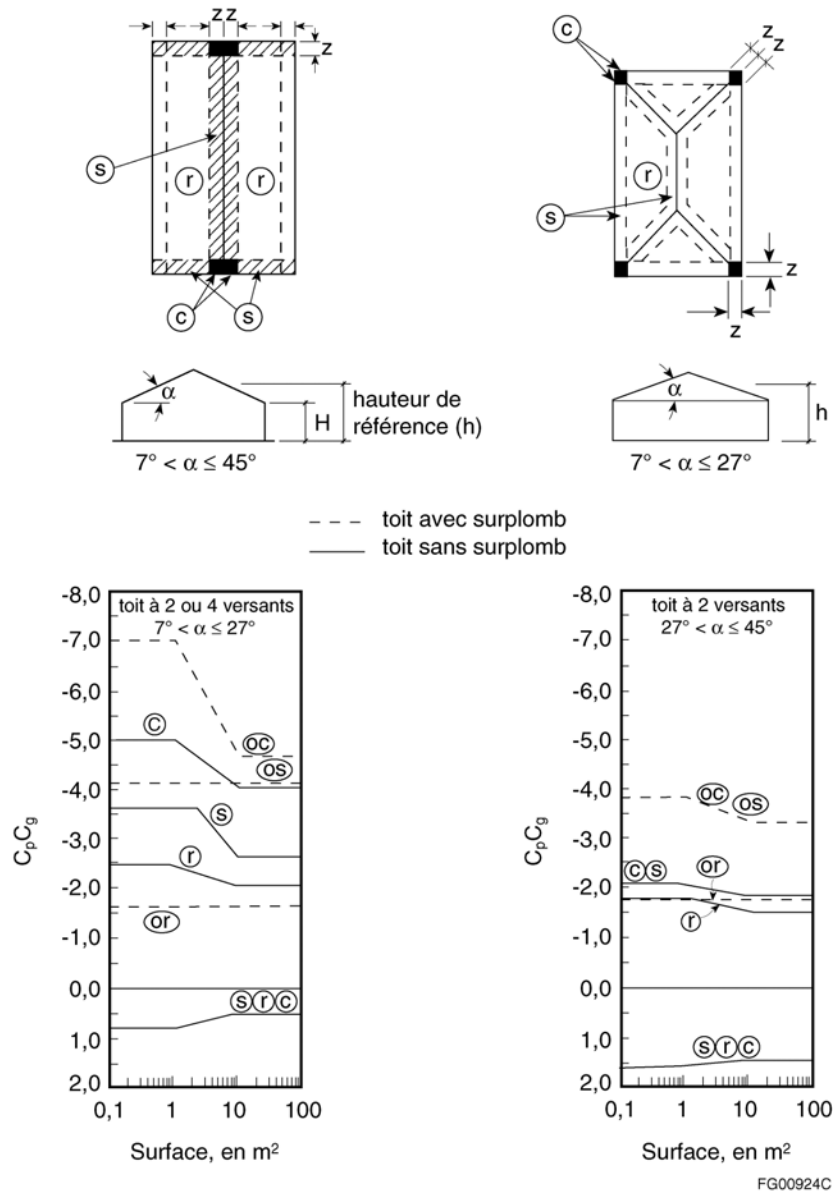 z z
z
s
r
r
c
s
c
z
z
r
s
z
z
α
H
hauteur de
référence (h)
7° < α ≤ 45°
α
h
7° < α ≤ 27°
toit avec surplomb
toit sans surplomb
-8,0
-7,0
-6,0
-5,0
-4,0
-3,0
-2,0
-1,0
0,0
1,0
2,0
CpCg
toit à 2 ou 4 versants
7° < α ≤ 27°
C
oc
os
s
r
or
s r c
0,1 1 10 100
Surface, en m²
-8,0
-7,0
-6,0
-5,0
-4,0
-3,0
-2,0
-1,0
0,0
1,0
2,0
CpCg
toit à 2 versants
27° < α ≤ 45°
oc os
c s
or
r
s r c
0,1 1 10 100
Surface, en m²
FG00924C